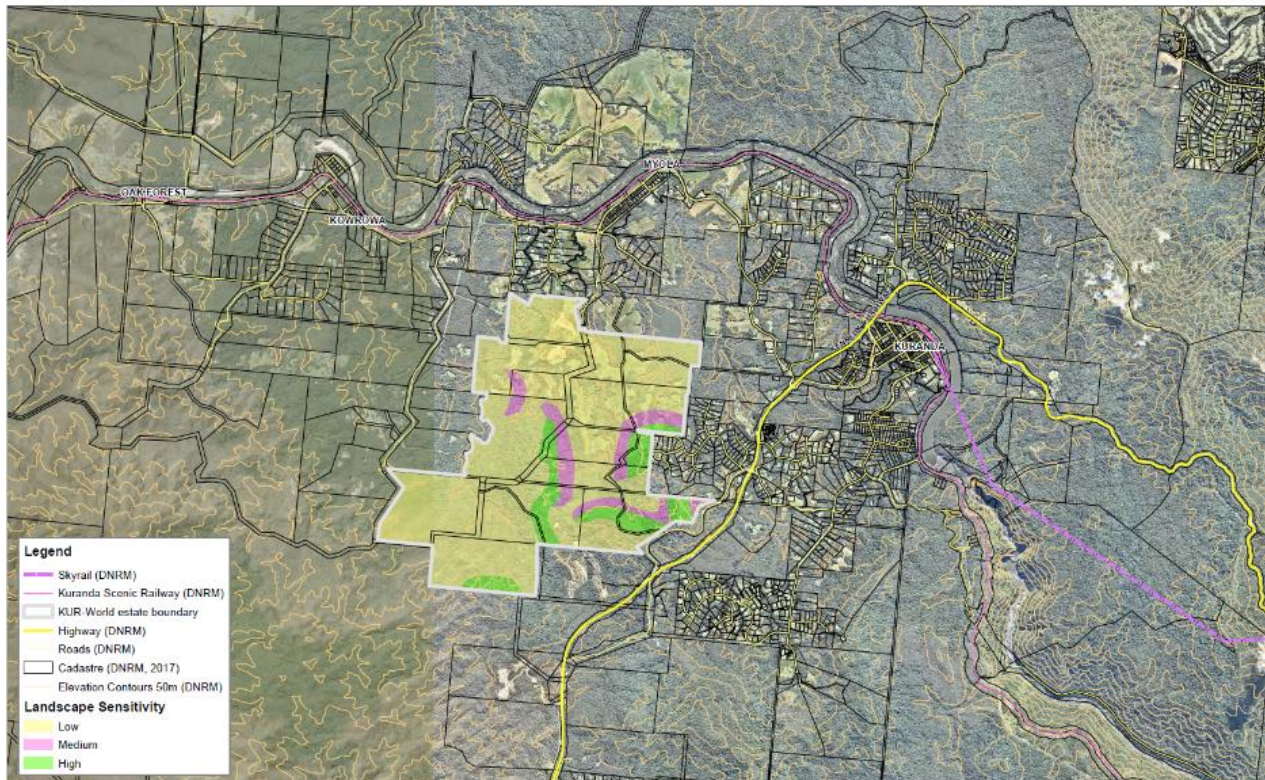 MYOLA
OAK FOREST
KOWROWA
KURANDA
Legend
Skyrail (DNRM)
Kuranda Scenic Railway (DNRM)
KUR-World estate boundary
Highway (DNRM)
Roads (DNRM)
Cadastre (DNRM, 2017)
Elevation Contours 50m (DNRM)
Landscape Sensitivity
Low
Medium
High